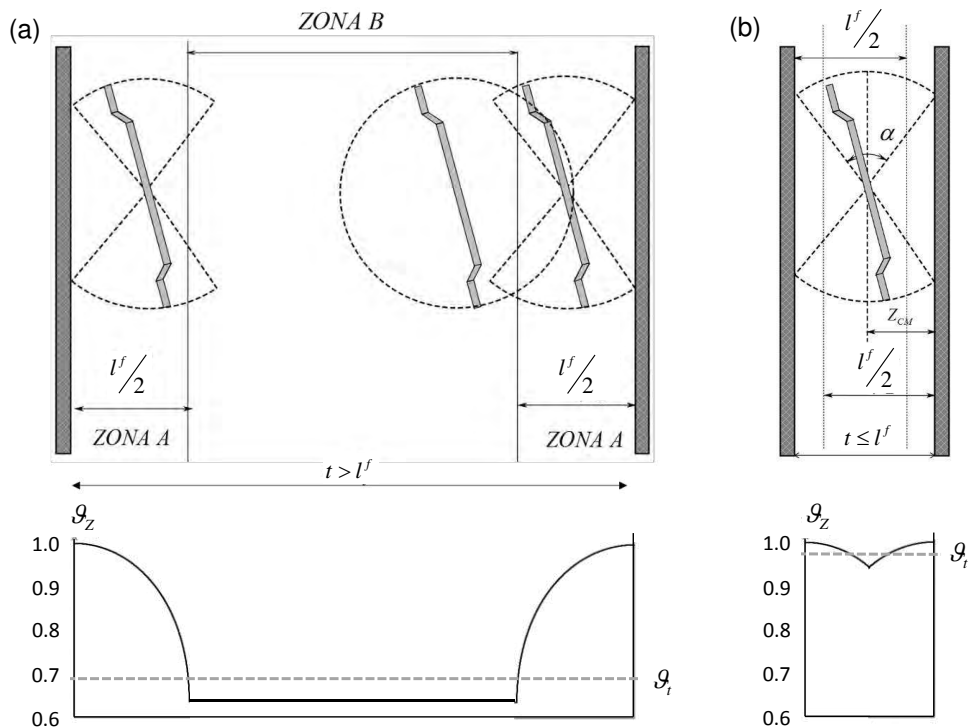 (a)
ZONA B
l^f/2
ZONA A
l^f/2
ZONA A
t > l^f
(b)
l^f/2
α
Z_CM
l^f/2
t ≤ l^f
ϑ_Z
1.0
0.9
0.8
0.7
0.6
ϑ_t
ϑ_Z
1.0
0.9
0.8
0.7
0.6
ϑ_t